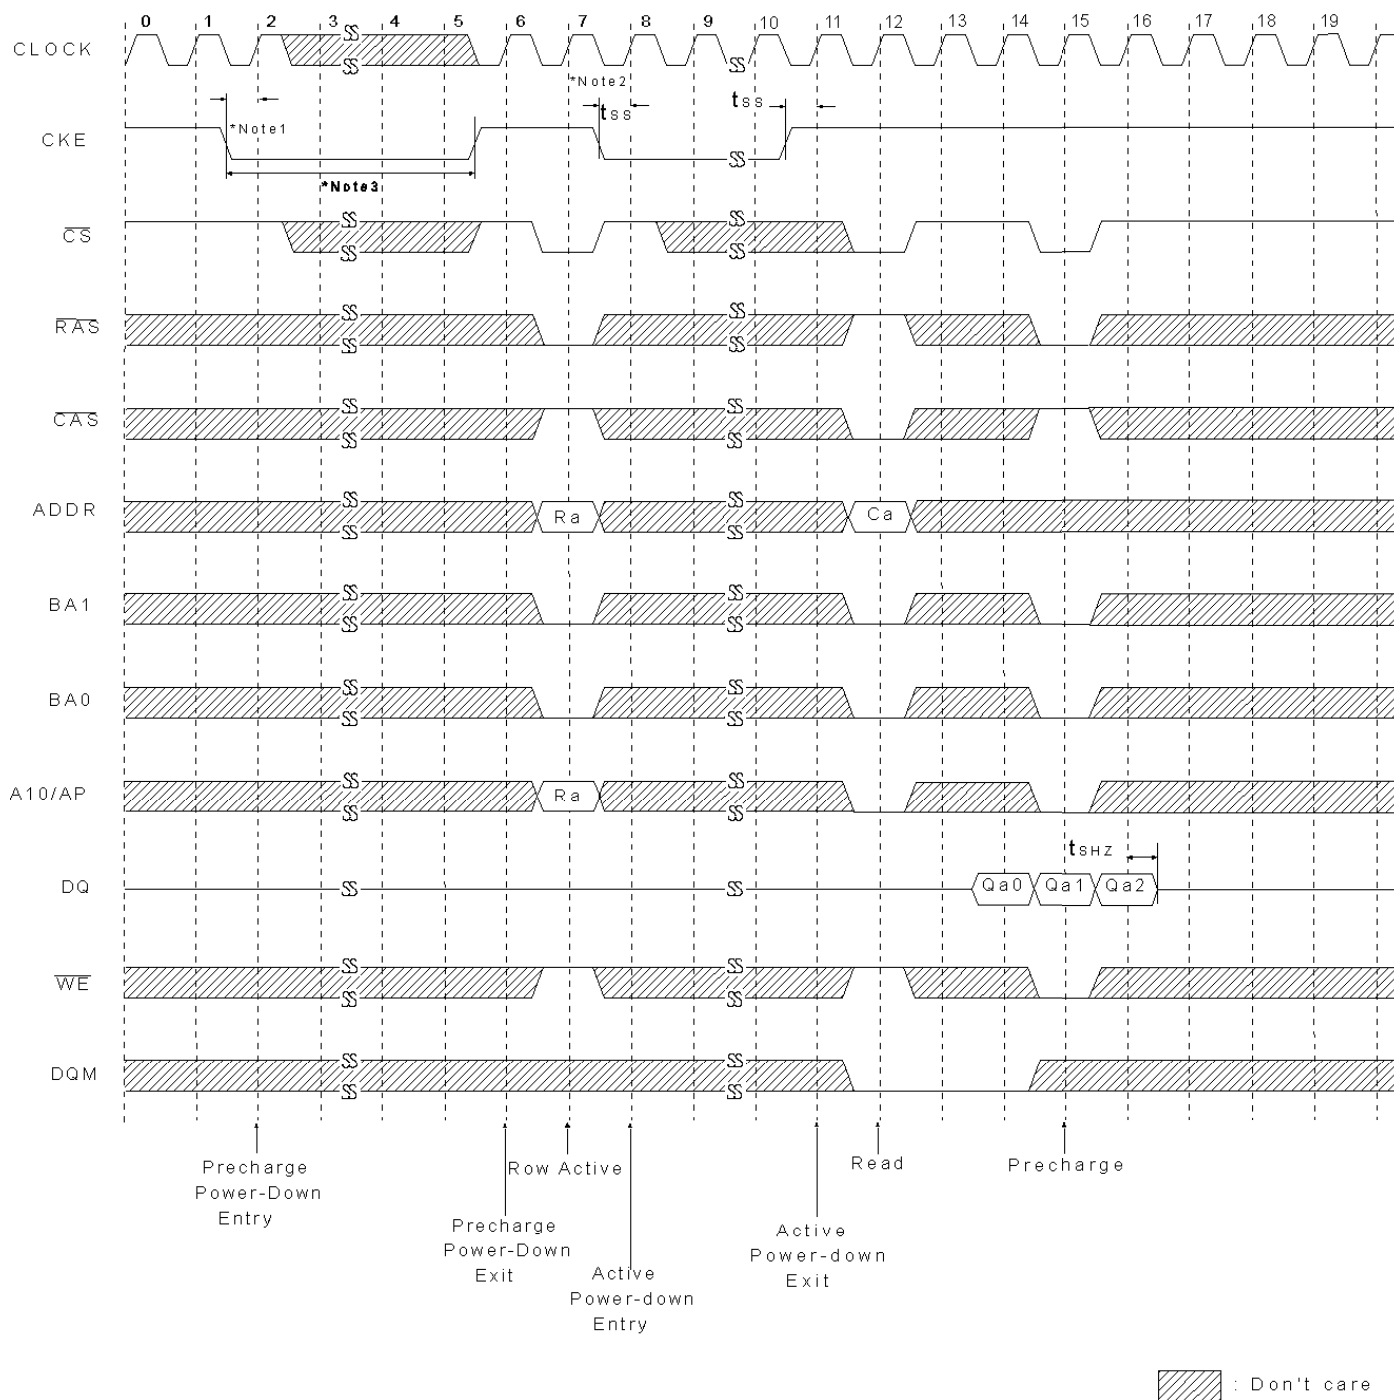 0 1 2 3 4 5 6 7 8 9 10 11 12 13 14 15 16 17 18 19
CLOCK
*Note2
tSS
tSS
*Note1
CKE
*Note3
CS
RAS
CAS
ADDR
Ra
Ca
BA1
BA0
A10/AP
Ra
tSHZ
DQ
Qa0
Qa1
Qa2
WE
DQM
Precharge
Power-Down
Entry
Row Active
Read
Precharge
Precharge
Power-Down
Exit
Active
Power-down
Exit
Active
Power-down
Entry
: Don't care